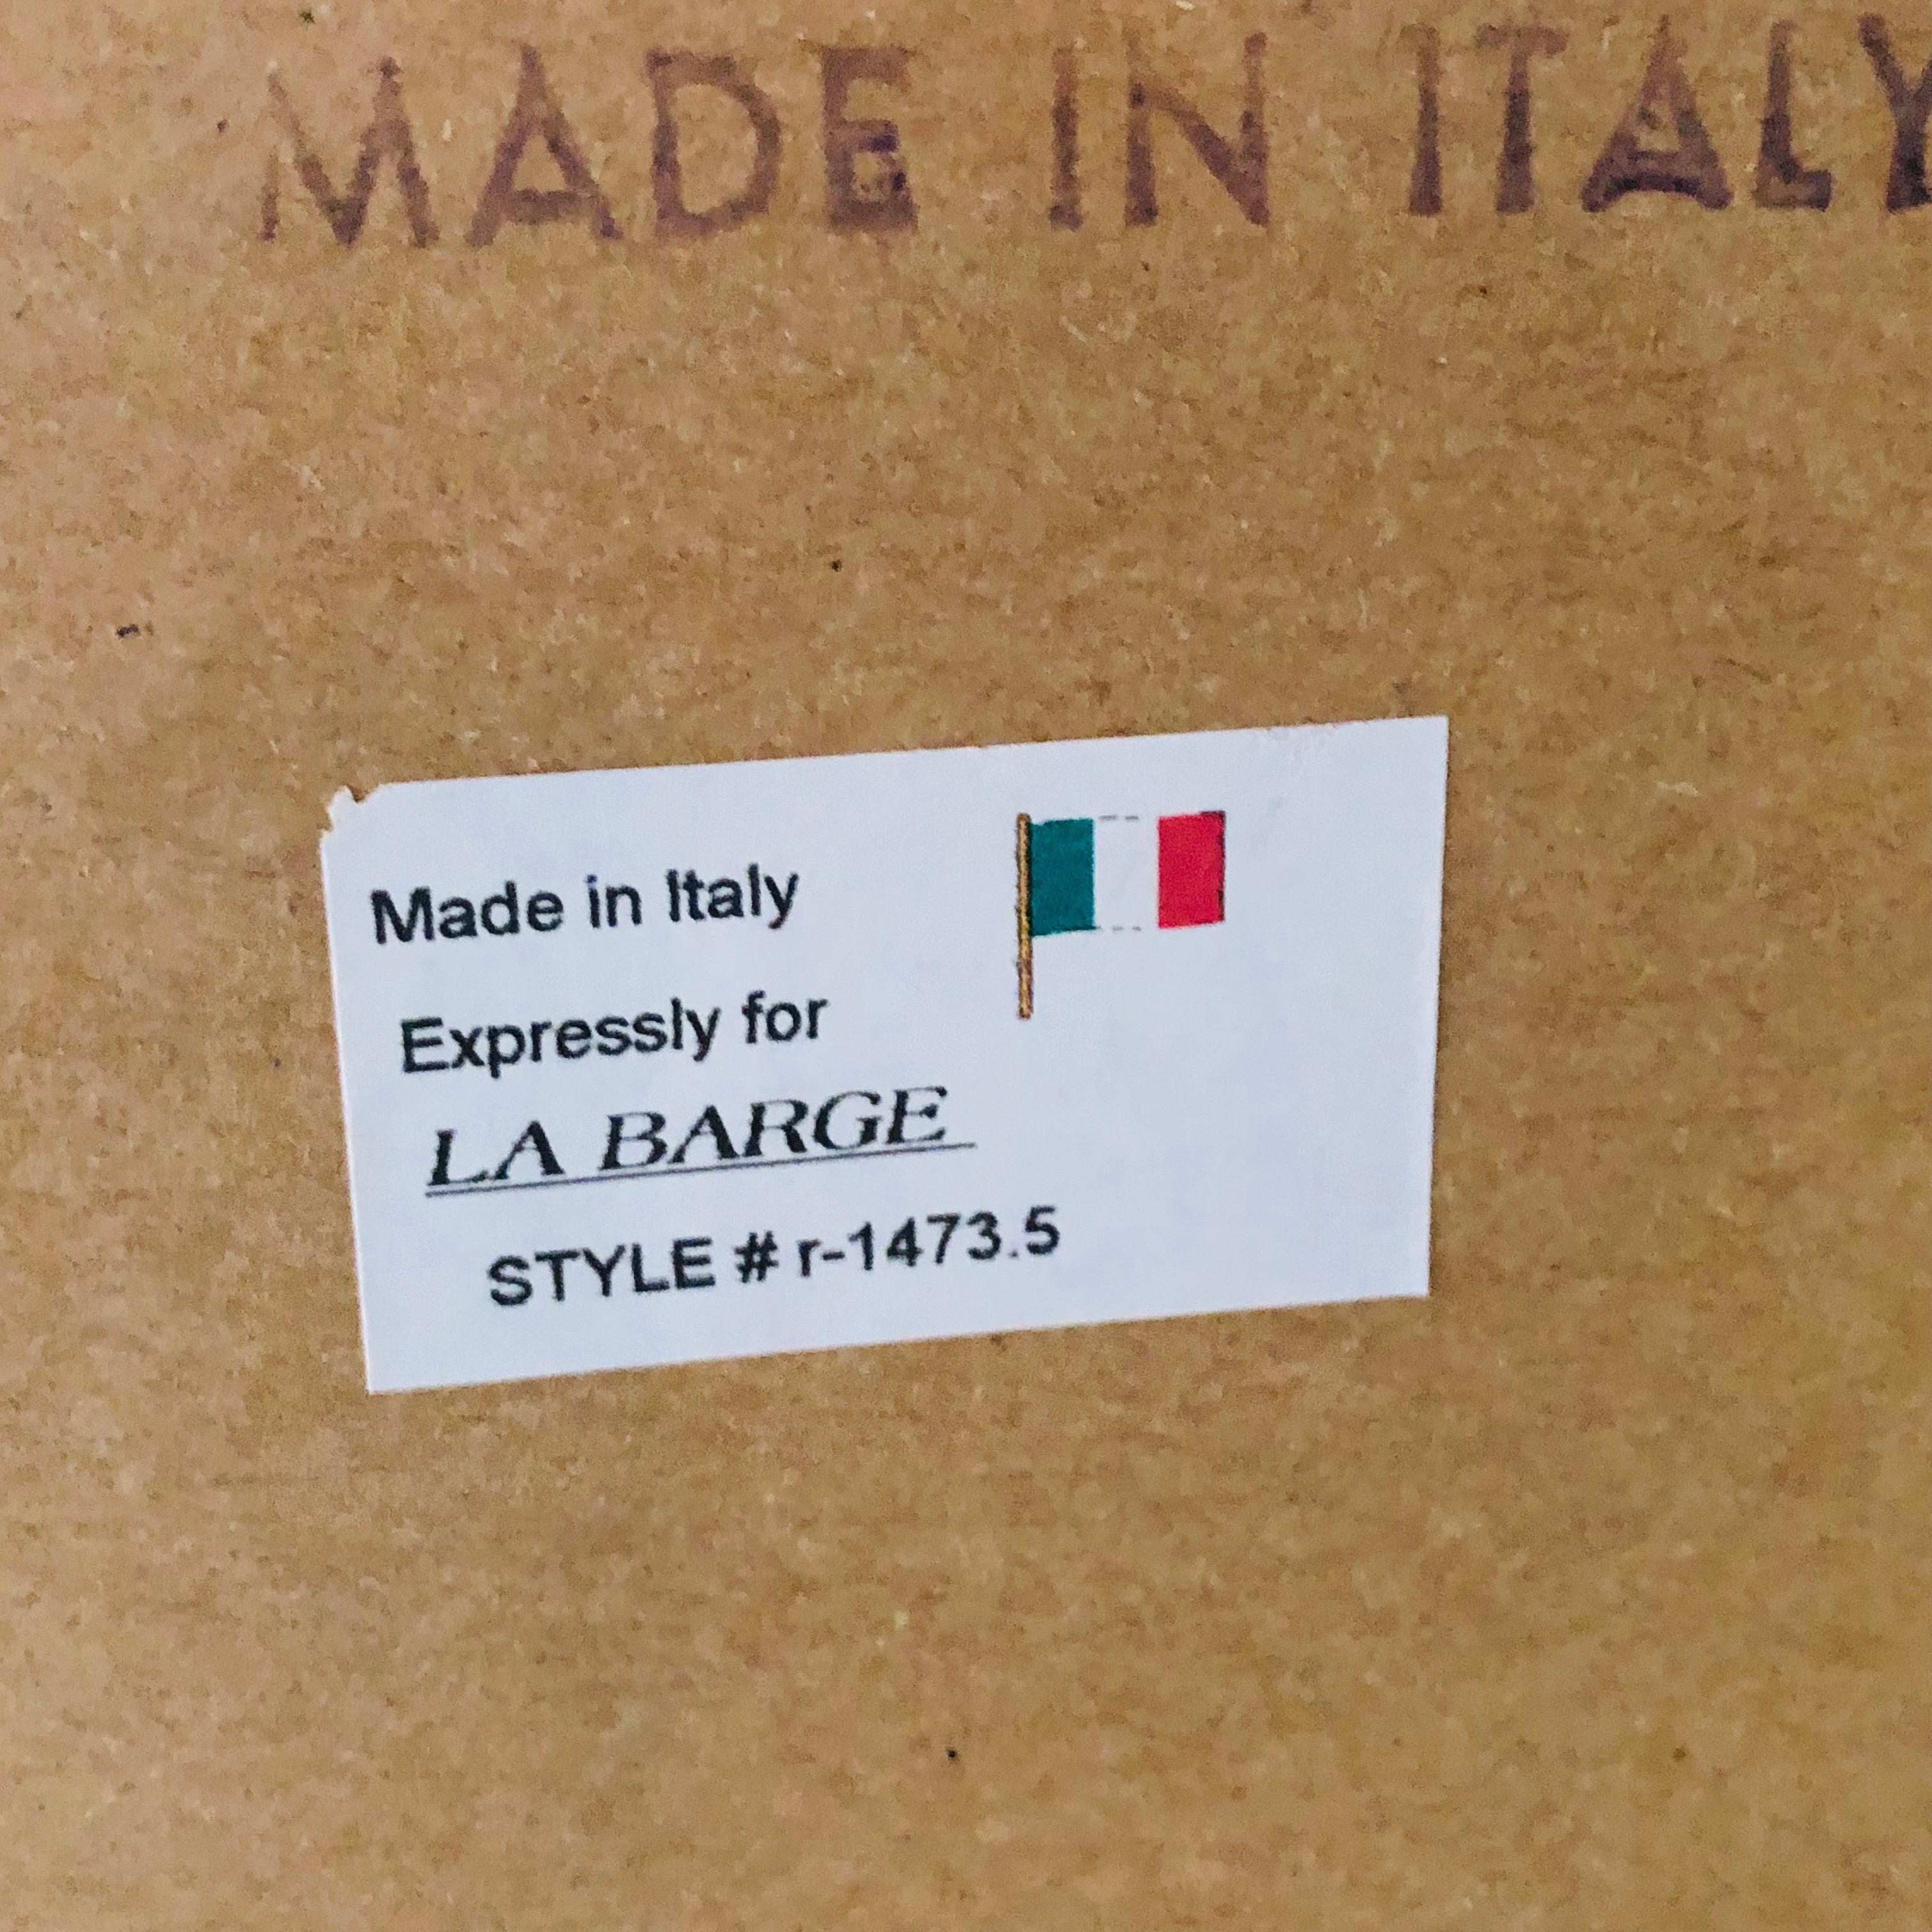 MADE IN ITALY
Made in Italy
Expressly for
LA BARGE
STYLE # r-1473.5